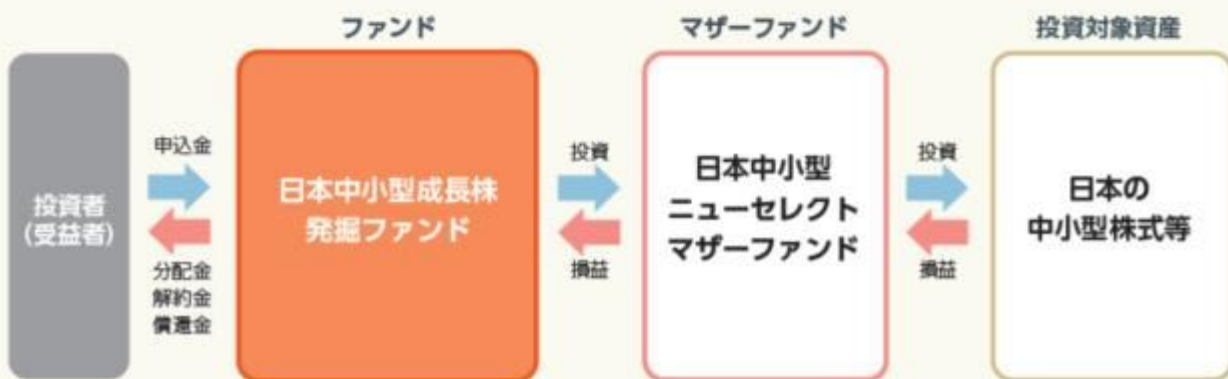 ファンド
マザーファンド
投資対象資産
投資者
(受益者)
申込金
分配金
解約金
償還金
日本中小型成長株
発掘ファンド
投資
損益
日本中小型
ニューセレクト
マザーファンド
投資
損益
日本の
中小型株式等